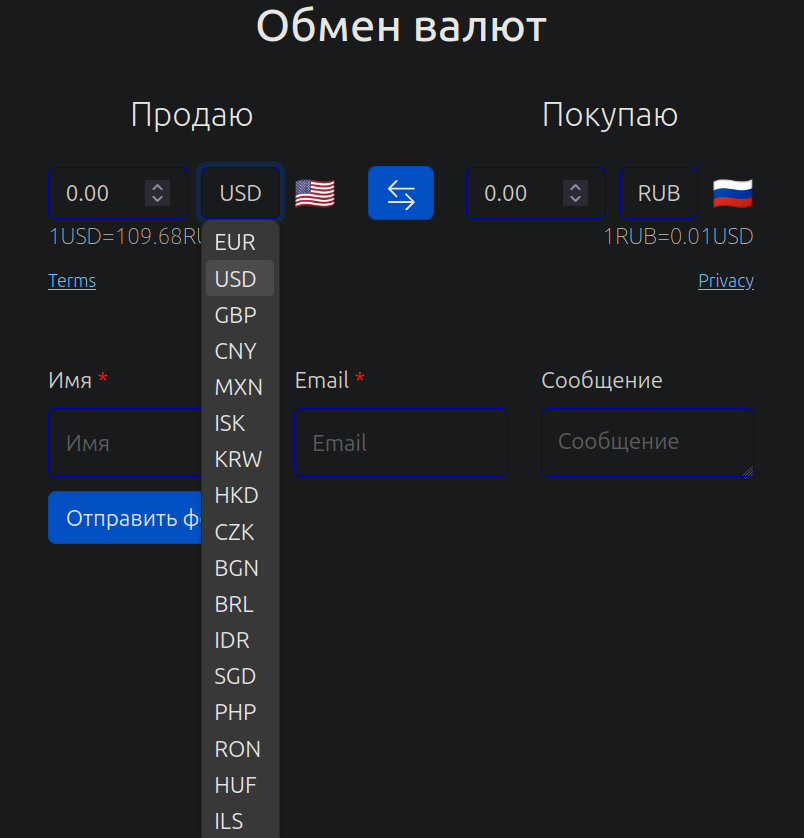 Обмен валют
Продаю
Покупаю
0.00 USD
0.00 RUB
1USD=109.68RU
1RUB=0.01USD
Terms
Privacy
EUR
USD
GBP
CNY
MXN
ISK
KRW
HKD
CZK
BGN
BRL
IDR
SGD
PHP
RON
HUF
ILS
Имя *
Email *
Сообщение
Имя
Email
Сообщение
Отправить ф